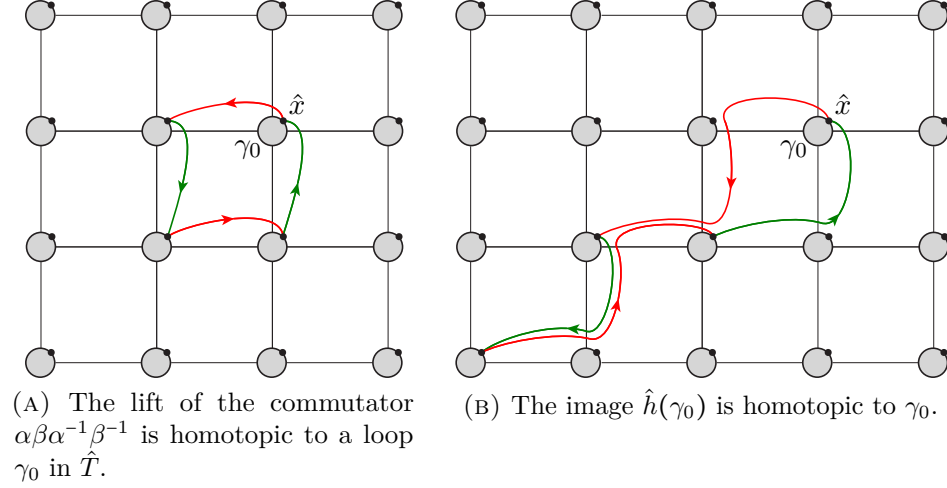 x̂
γ₀
x̂
γ₀
(A) The lift of the commutator
αβα⁻¹β⁻¹ is homotopic to a loop
γ₀ in T̂.
(B) The image ĥ(γ₀) is homotopic to γ₀.